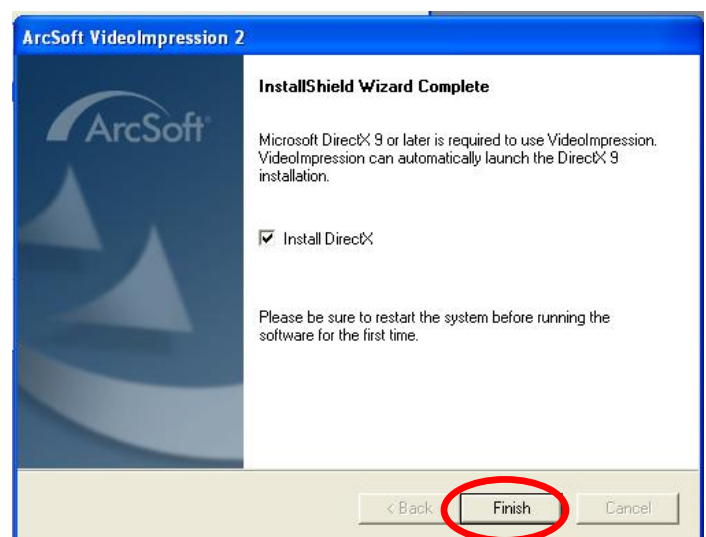 ArcSoft VideoImpression 2
ArcSoft
InstallShield Wizard Complete
Microsoft DirectX 9 or later is required to use VideoImpression.
VideoImpression can automatically launch the DirectX 9
installation.
Install DirectX
Please be sure to restart the system before running the
software for the first time.
< Back Finish Cancel